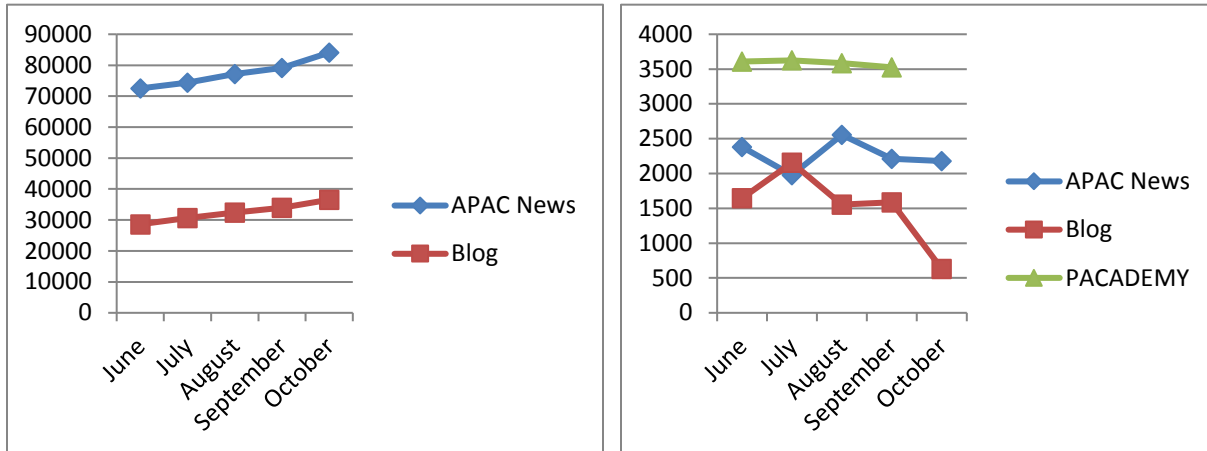 90000
80000
70000
60000
50000
40000
30000
20000
10000
0
June
July
August
September
October
APAC News
Blog
4000
3500
3000
2500
2000
1500
1000
500
0
June
July
August
September
October
APAC News
Blog
PACADEMY